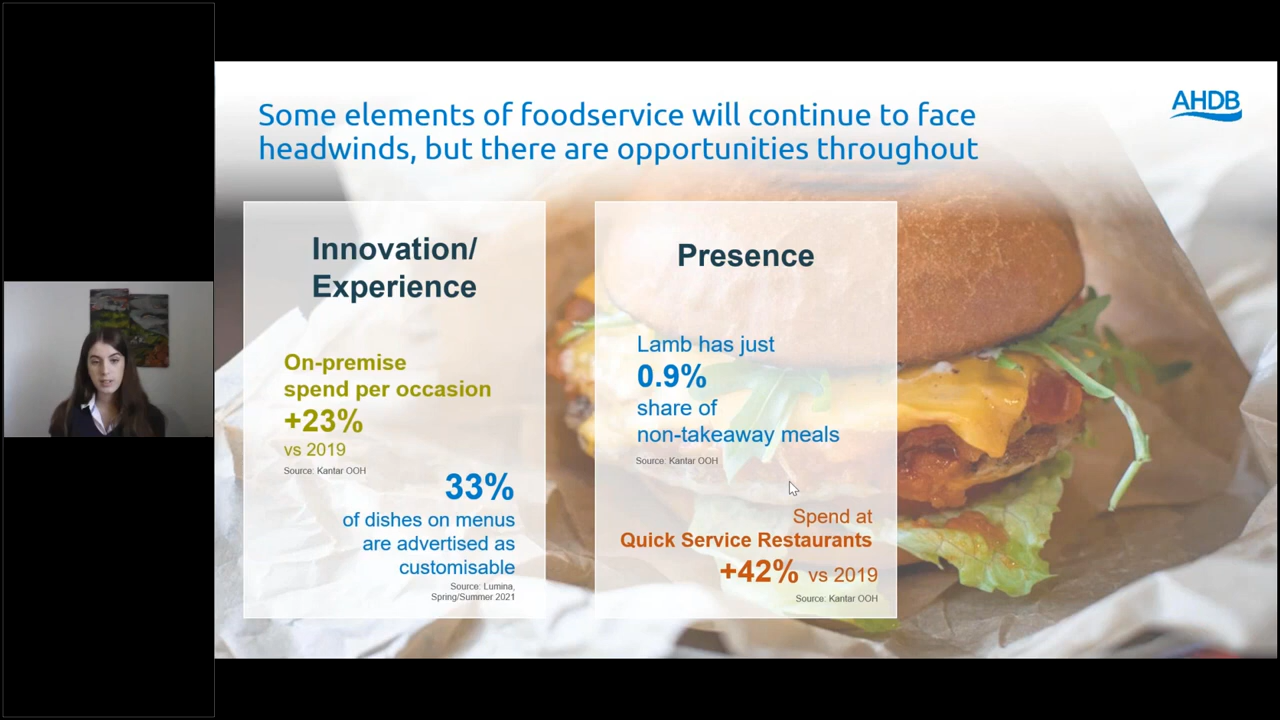 Some elements of foodservice will continue to face
headwinds, but there are opportunities throughout
AHDB
Innovation/
Experience
On-premise
spend per occasion
+23%
vs 2019
Source: Kantar OOH
33%
of dishes on menus
are advertised as
customisable
Source: Lumina,
Spring/Summer 2021
Presence
Lamb has just
0.9%
share of
non-takeaway meals
Source: Kantar OOH
Spend at
Quick Service Restaurants
+42% vs 2019
Source: Kantar OOH